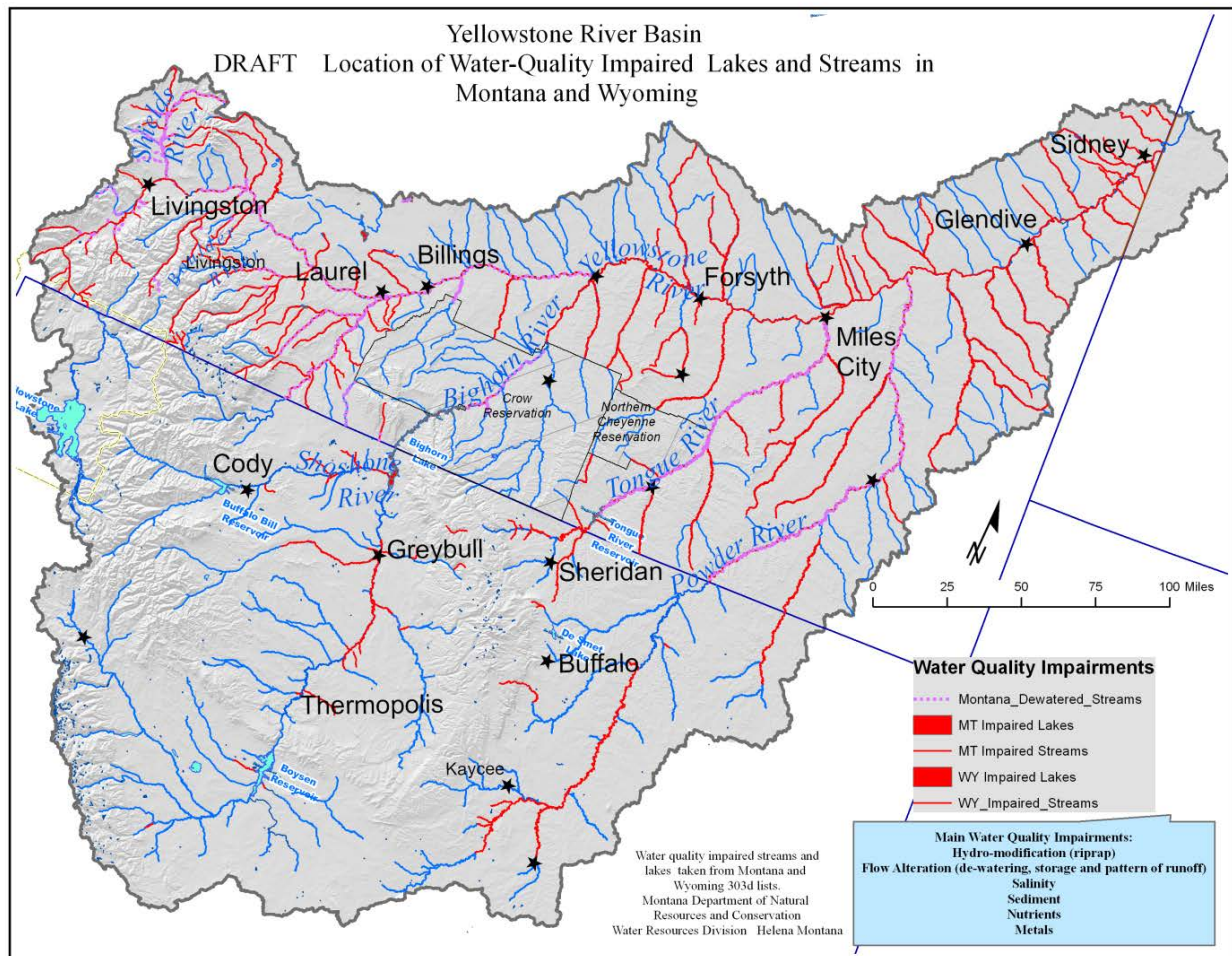 Yellowstone River Basin
DRAFT Location of Water-Quality Impaired Lakes and Streams in
Montana and Wyoming
Shields
River
Sidney
Livingston
Glendive
Billings
Livingston
Laurel
Yellowstone
River
Forsyth
Miles
City
Bighorn River
Crow
Reservation
Northern
Cheyenne
Reservation
Tongue River
llowstone
Lake
Bighorn
Lake
Cody
Shoshone
River
Buffalo Bill
Reservoir
Tongue
River
Reservoir
Powder River
N
Greybull
Sheridan
0 25 50 75 100 Miles
De Smet
Lake
Buffalo
Thermopolis
Boysen
Reservoir
Kaycee
Water Quality Impairments
Montana_Dewatered_Streams
MT Impaired Lakes
MT Impaired Streams
WY Impaired Lakes
WY_Impaired_Streams
Main Water Quality Impairments:
Hydro-modification (riprap)
Flow Alteration (de-watering, storage and pattern of runoff)
Salinity
Sediment
Nutrients
Metals
Water quality impaired streams and
lakes taken from Montana and
Wyoming 303d lists.
Montana Department of Natural
Resources and Conservation
Water Resources Division Helena Montana